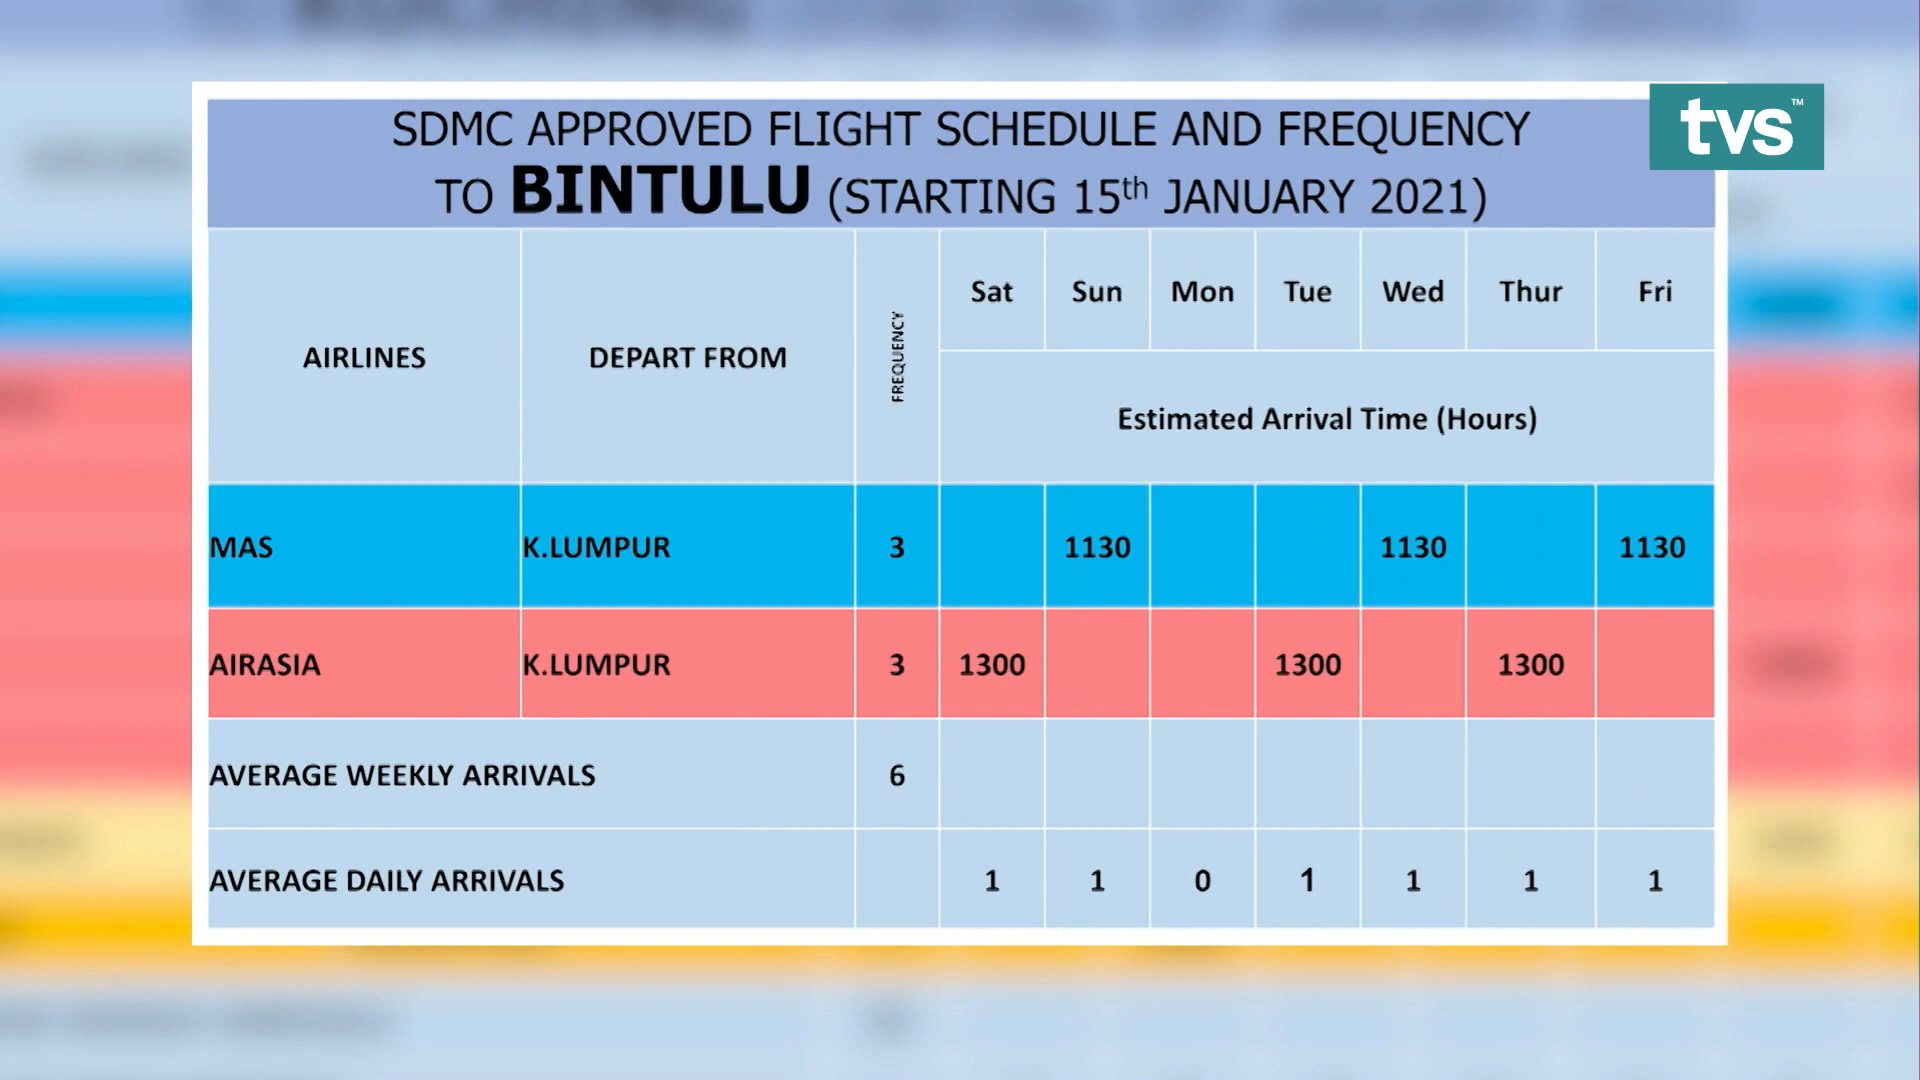 SDMC APPROVED FLIGHT SCHEDULE AND FREQUENCY
TO BINTULU (STARTING 15th JANUARY 2021)
tvs™
AIRLINES DEPART FROM FREQUENCY Sat Sun Mon Tue Wed Thur Fri
Estimated Arrival Time (Hours)
MAS K.LUMPUR 3 1130 1130 1130
AIRASIA K.LUMPUR 3 1300 1300 1300
AVERAGE WEEKLY ARRIVALS 6
AVERAGE DAILY ARRIVALS 1 1 0 1 1 1 1